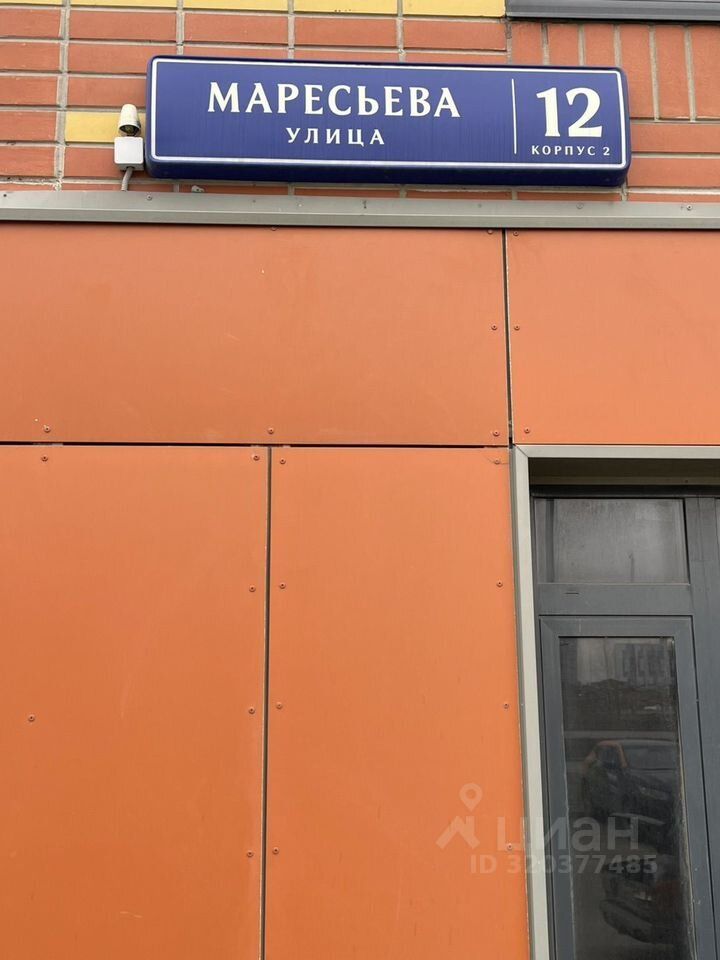 МАРЕСЬЕВА
УЛИЦА
12
КОРПУС 2
циан
ID 320377485